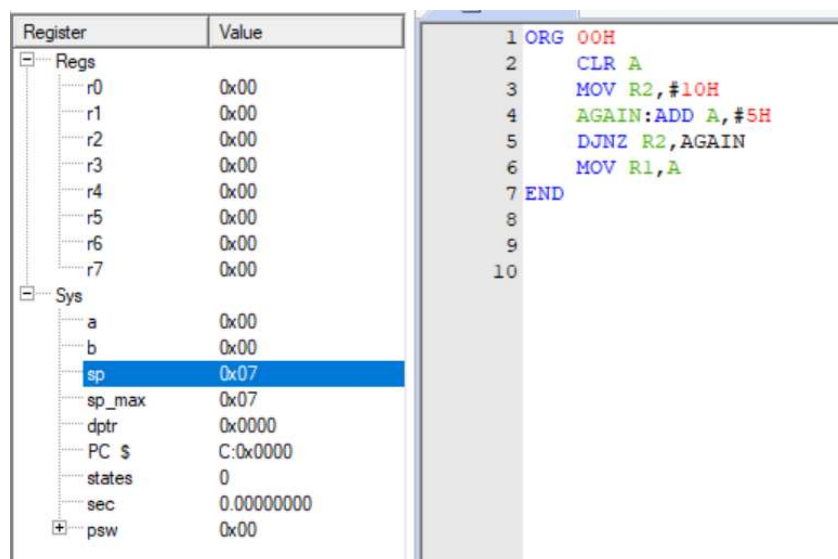 Register Value
Regs
r0 0x00
r1 0x00
r2 0x00
r3 0x00
r4 0x00
r5 0x00
r6 0x00
r7 0x00
Sys
a 0x00
b 0x00
sp 0x07
sp_max 0x07
dptr 0x0000
PC $ C:0x0000
states 0
sec 0.00000000
psw 0x00
1 ORG 00H
2 CLR A
3 MOV R2,#10H
4 AGAIN:ADD A,#5H
5 DJNZ R2,AGAIN
6 MOV R1,A
7 END
8
9
10